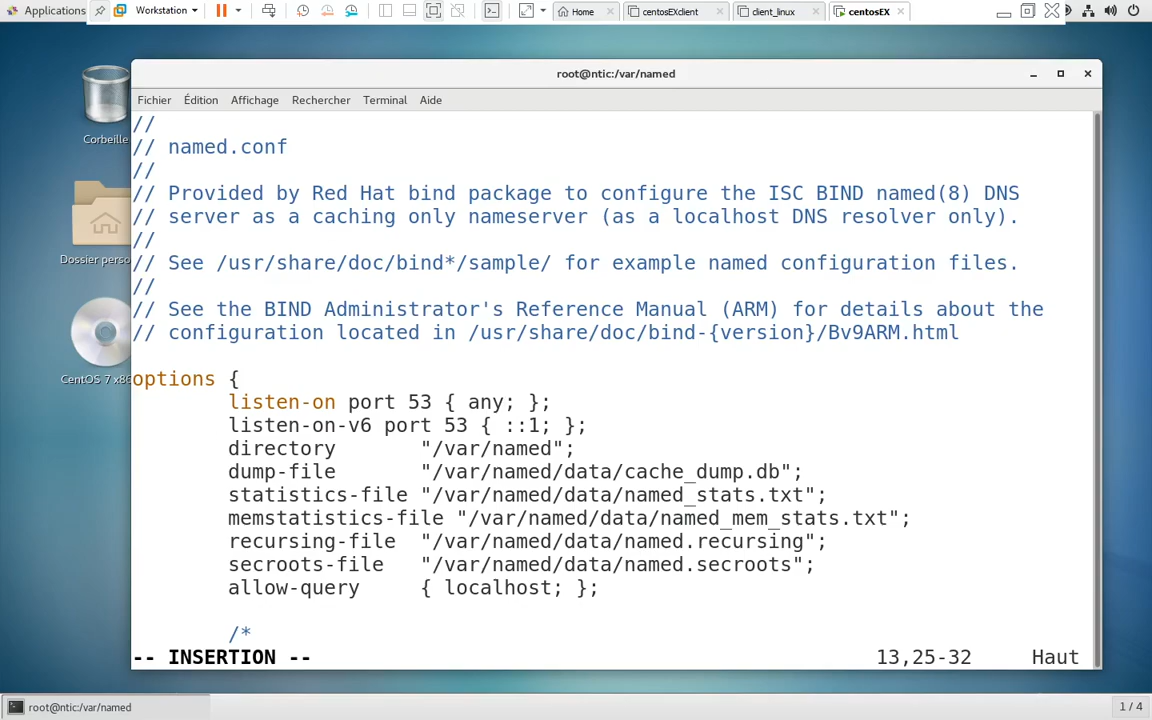 Applications
Workstation
Home
centosEXclient
client_linux
centosEX
root@ntic:/var/named
Fichier Édition Affichage Rechercher Terminal Aide
Corbeille
Dossier perso
CentOS 7 x86
//
// named.conf
//
// Provided by Red Hat bind package to configure the ISC BIND named(8) DNS
// server as a caching only nameserver (as a localhost DNS resolver only).
//
// See /usr/share/doc/bind*/sample/ for example named configuration files.
//
// See the BIND Administrator's Reference Manual (ARM) for details about the
// configuration located in /usr/share/doc/bind-{version}/Bv9ARM.html
options {
listen-on port 53 { any; };
listen-on-v6 port 53 { ::1; };
directory "/var/named";
dump-file "/var/named/data/cache_dump.db";
statistics-file "/var/named/data/named_stats.txt";
memstatistics-file "/var/named/data/named_mem_stats.txt";
recursing-file "/var/named/data/named.recursing";
secroots-file "/var/named/data/named.secroots";
allow-query { localhost; };
/*
-- INSERTION -- 13,25-32 Haut
root@ntic:/var/named
1 / 4